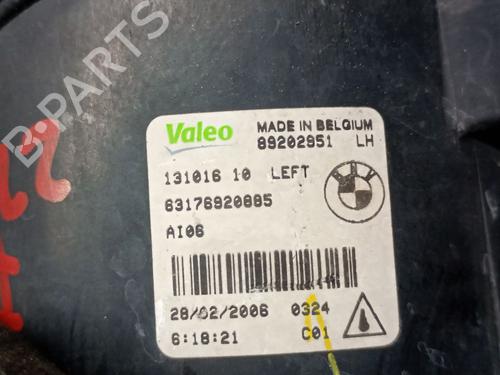 B-PARTS
Valeo
MADE IN BELGIUM
89202951 LH
131016 10 LEFT
63176920885
AI06
28/02/2006 0324
6:18:21 C01